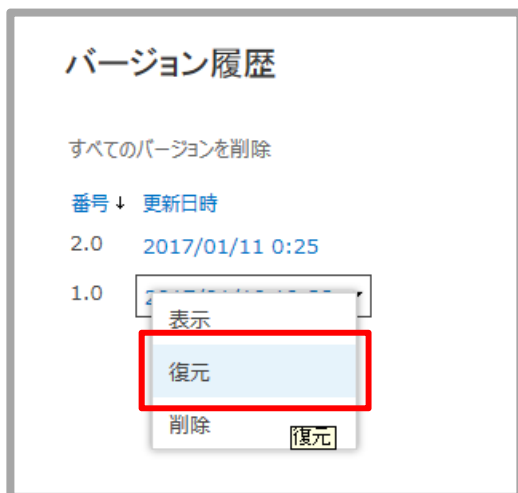 バージョン履歴
すべてのバージョンを削除
番号↓ 更新日時
2.0 2017/01/11 0:25
1.0
表示
復元
削除
復元